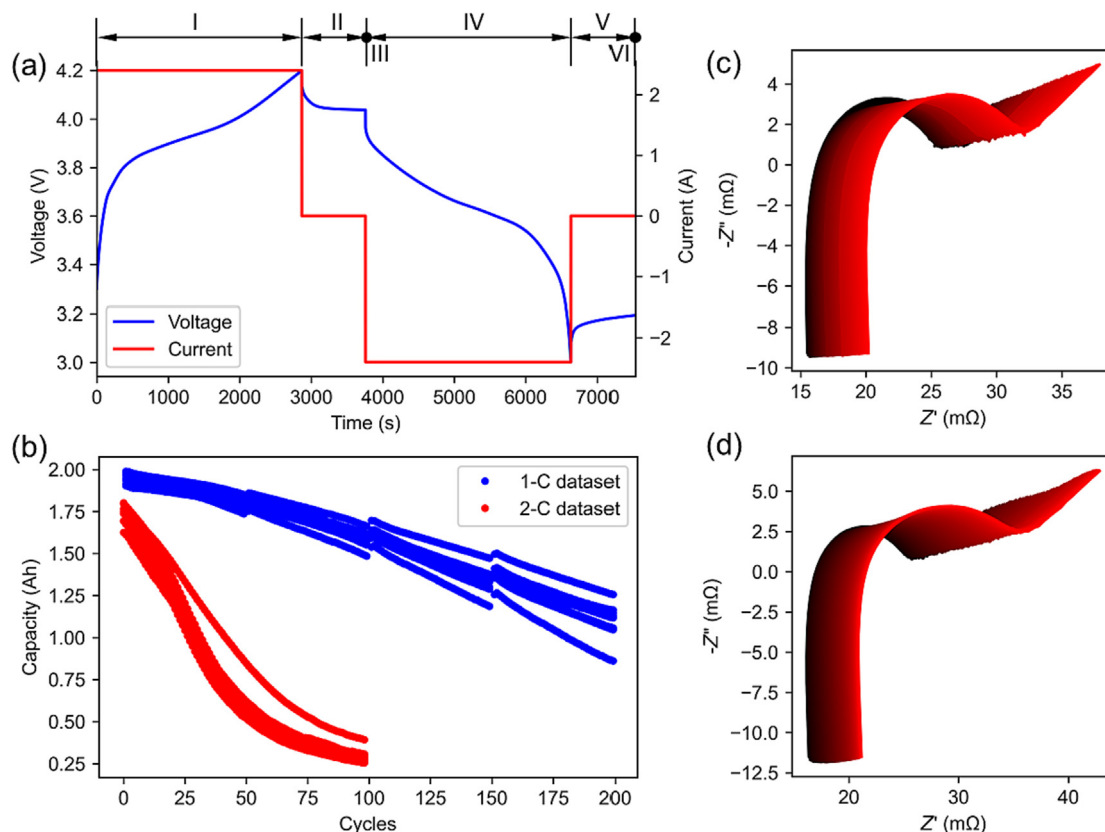 I II IV V
III VI
(a)
4.2
4.0
3.8
3.6
3.4
3.2
3.0
Voltage (V)
2
1
0
−1
−2
Current (A)
Voltage
Current
0 1000 2000 3000 4000 5000 6000 7000
Time (s)
(b)
2.00
1.75
1.50
1.25
1.00
0.75
0.50
0.25
Capacity (Ah)
1-C dataset
2-C dataset
0 25 50 75 100 125 150 175 200
Cycles
(c)
4
2
0
−2
−4
−6
−8
−10
-Z" (mΩ)
15 20 25 30 35
Z' (mΩ)
(d)
5.0
2.5
0.0
−2.5
−5.0
−7.5
−10.0
−12.5
-Z" (mΩ)
20 30 40
Z' (mΩ)